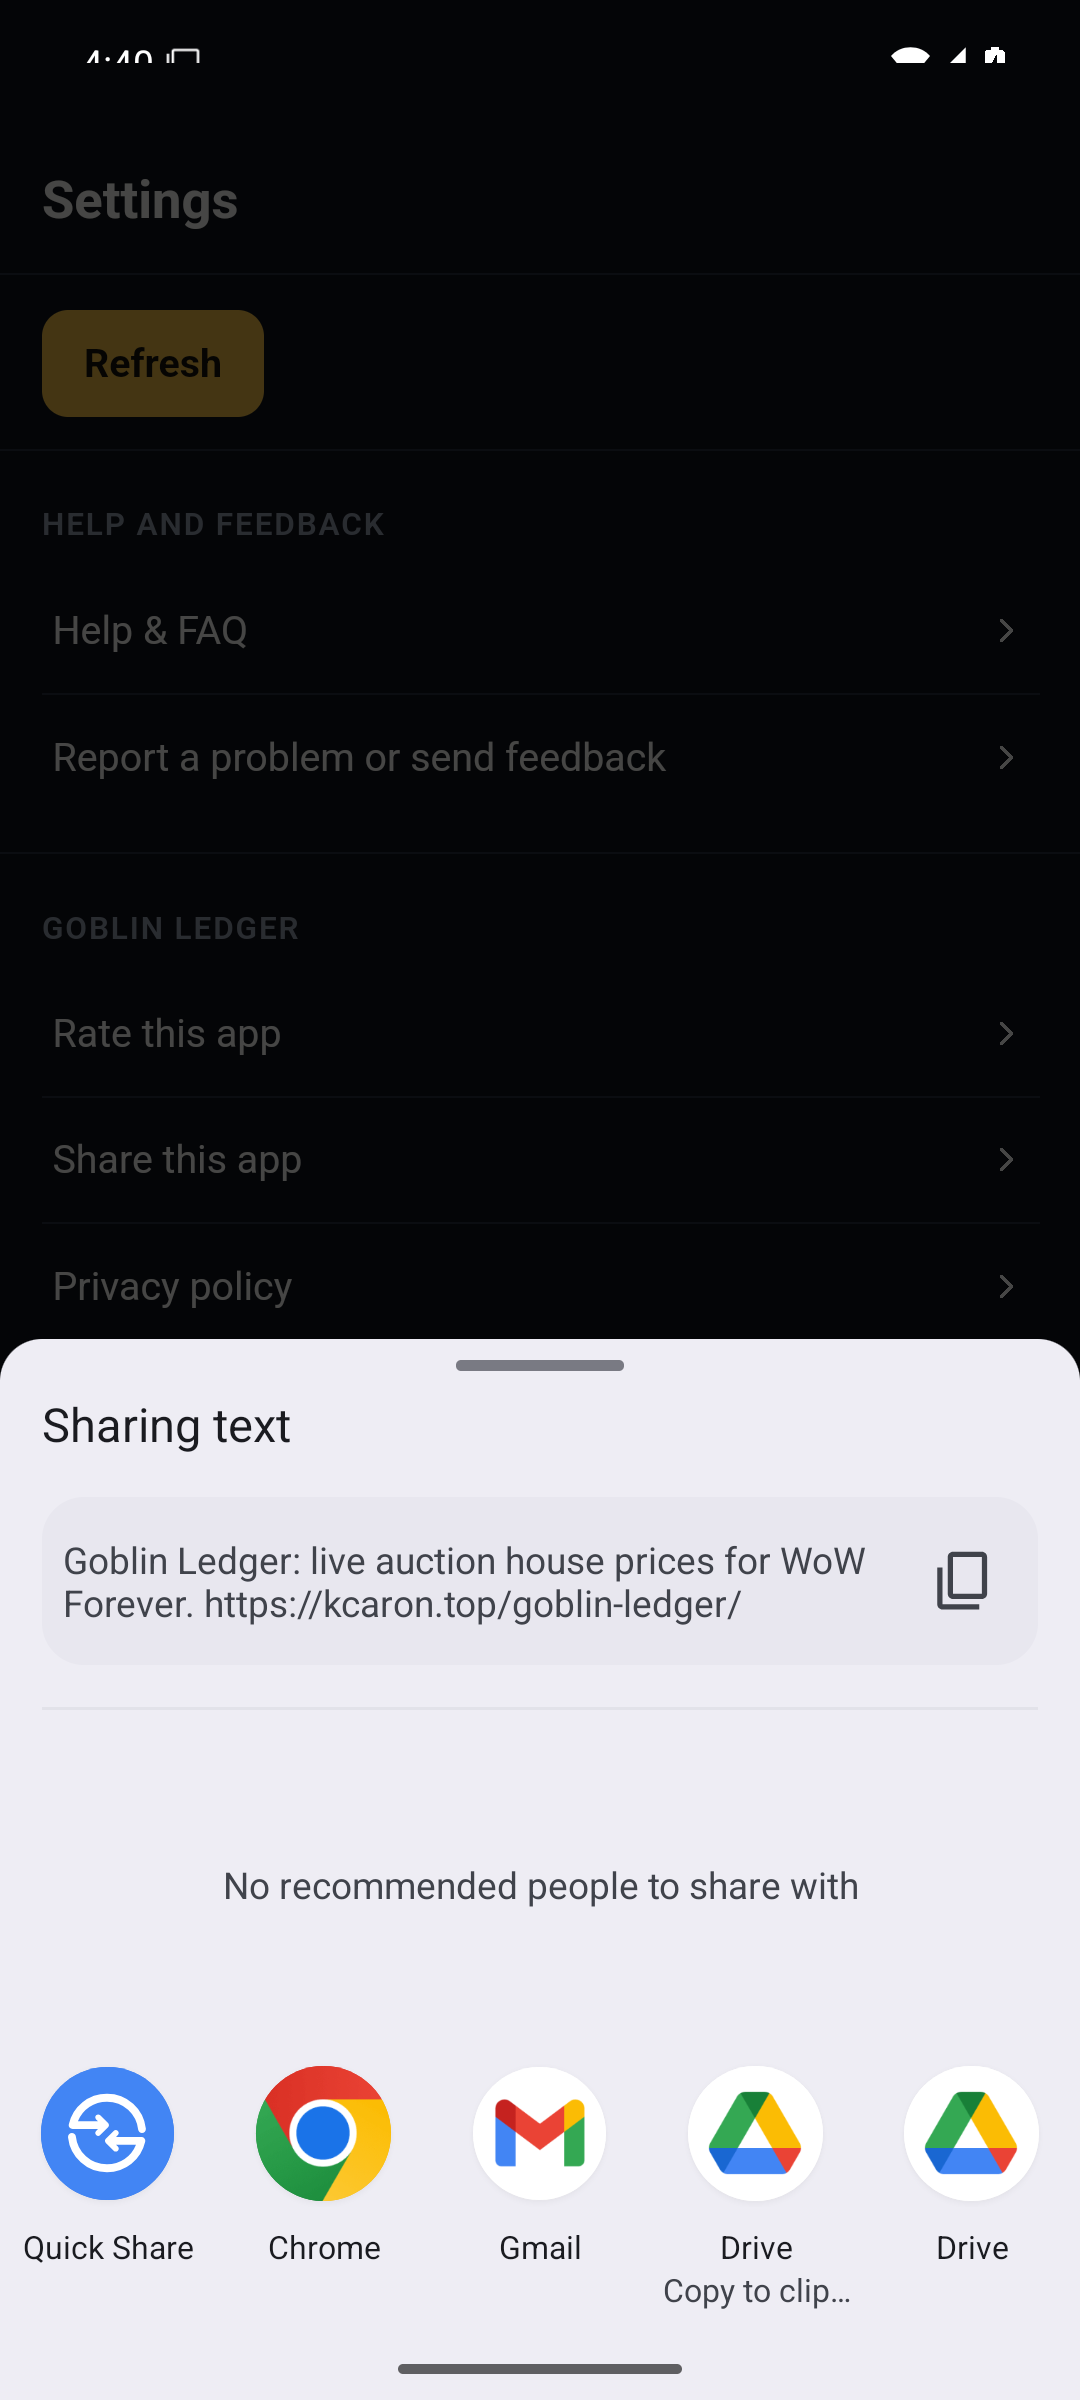 4:40
Settings
Refresh
HELP AND FEEDBACK
Help & FAQ
Report a problem or send feedback
GOBLIN LEDGER
Rate this app
Share this app
Privacy policy
Sharing text
Goblin Ledger: live auction house prices for WoW
Forever. https://kcaron.top/goblin-ledger/
No recommended people to share with
Quick Share
Chrome
Gmail
Drive
Copy to clip...
Drive